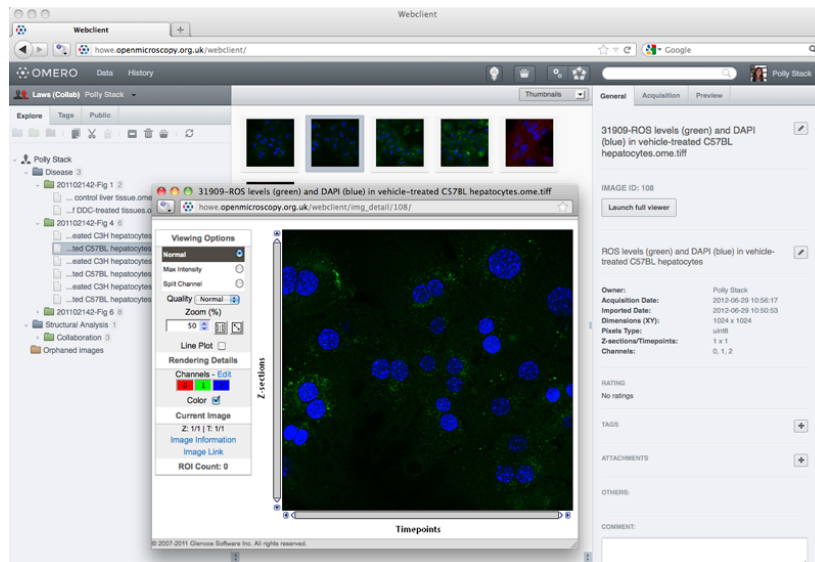 Webclient
Webclient
howe.openmicroscopy.org.uk/webclient/
Google
OMERO Data History
Polly Stack
Laws (Collab) Polly Stack
Thumbnails
General Acquisition Preview
Explore Tags Public
Polly Stack
Disease 3
201102142-Fig 1 2
... control liver tissue.ome
...f DDC-treated tissues.o
201102142-Fig 4 6
...eated C3H hepatocytes
...ted C57BL hepatocytes
...eated C3H hepatocytes
...ted C57BL hepatocytes
...eated C3H hepatocytes
...ted C57BL hepatocytes
201102142-Fig 6 8
Structural Analysis 1
Collaboration 3
Orphaned images
31909-ROS levels (green) and DAPI (blue) in vehicle-treated C57BL hepatocytes.ome.tiff
howe.openmicroscopy.org.uk/webclient/img_detail/108/
Viewing Options
Normal
Max Intensity
Split Channel
Quality Normal
Zoom (%)
50 1:1
Line Plot
Rendering Details
Channels - Edit
0 1 2
Color
Current Image
Z: 1/1 | T: 1/1
Image Information
Image Link
ROI Count: 0
Z-sections
Timepoints
© 2007-2011 Glencoe Software Inc. All rights reserved.
31909-ROS levels (green) and DAPI
(blue) in vehicle-treated C57BL
hepatocytes.ome.tiff
IMAGE ID: 108
Launch full viewer
ROS levels (green) and DAPI (blue) in vehicle-
treated C57BL hepatocytes
Owner: Polly Stack
Acquisition Date: 2012-06-29 10:56:17
Imported Date: 2012-06-29 10:50:53
Dimensions (XY): 1024 x 1024
Pixels Type: uint8
Z-sections/Timepoints: 1 x 1
Channels: 0, 1, 2
RATING
No ratings
TAGS
ATTACHMENTS
OTHERS:
COMMENT: